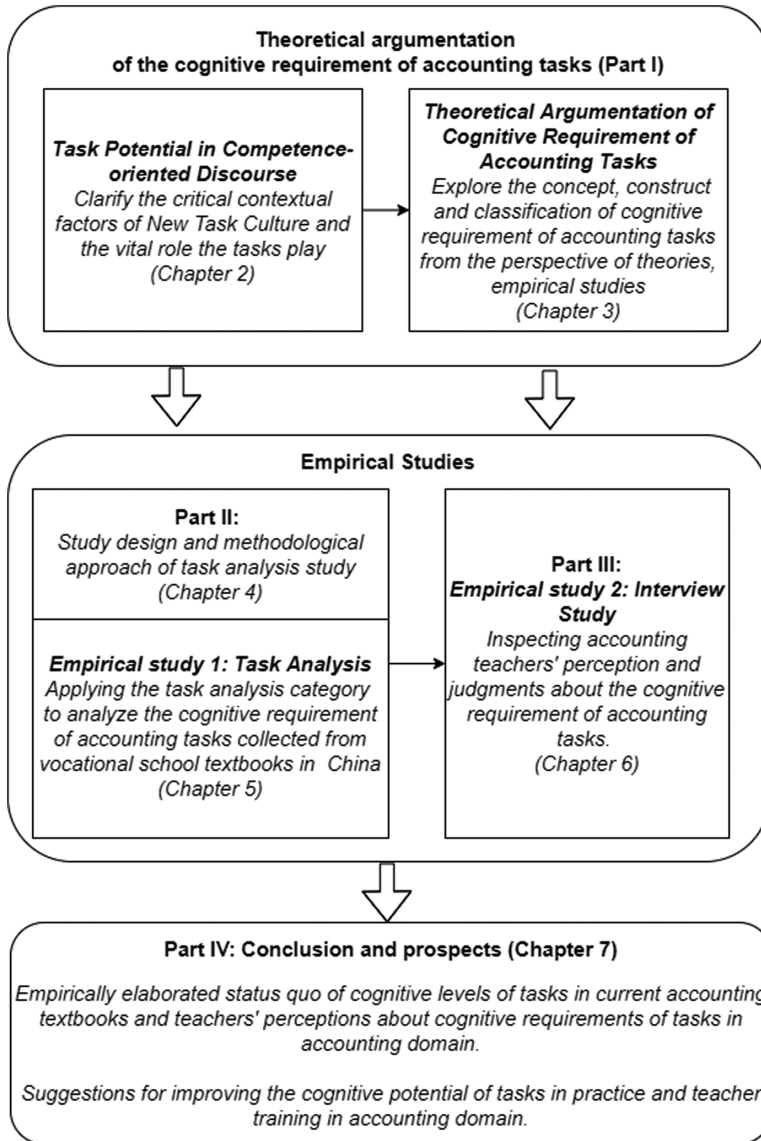 Theoretical argumentation
of the cognitive requirement of accounting tasks (Part I)
Task Potential in Competence-
oriented Discourse
Clarify the critical contextual
factors of New Task Culture and
the vital role the tasks play
(Chapter 2)
Theoretical Argumentation of
Cognitive Requirement of
Accounting Tasks
Explore the concept, construct
and classification of cognitive
requirement of accounting tasks
from the perspective of theories,
empirical studies
(Chapter 3)
Empirical Studies
Part II:
Study design and methodological
approach of task analysis study
(Chapter 4)
Empirical study 1: Task Analysis
Applying the task analysis category
to analyze the cognitive requirement
of accounting tasks collected from
vocational school textbooks in China
(Chapter 5)
Part III:
Empirical study 2: Interview
Study
Inspecting accounting
teachers' perception and
judgments about the cognitive
requirement of accounting
tasks.
(Chapter 6)
Part IV: Conclusion and prospects (Chapter 7)
Empirically elaborated status quo of cognitive levels of tasks in current accounting
textbooks and teachers' perceptions about cognitive requirements of tasks in
accounting domain.
Suggestions for improving the cognitive potential of tasks in practice and teacher
training in accounting domain.